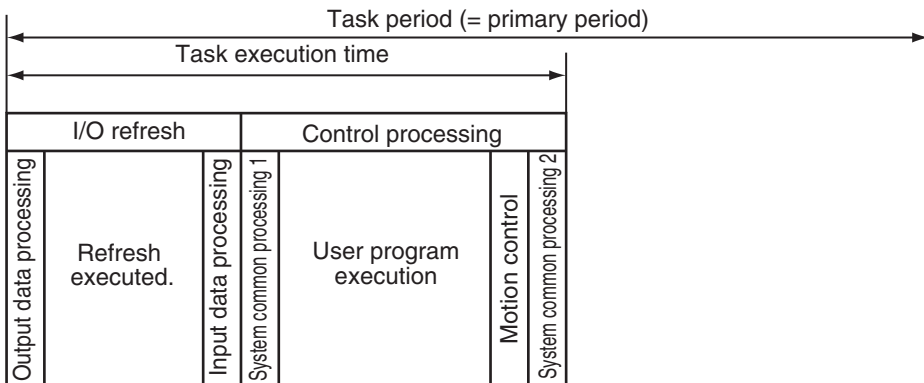 Task period (= primary period)
Task execution time
I/O refresh
Control processing
Output data processing
Refresh
executed.
Input data processing
System common processing 1
User program
execution
Motion control
System common processing 2